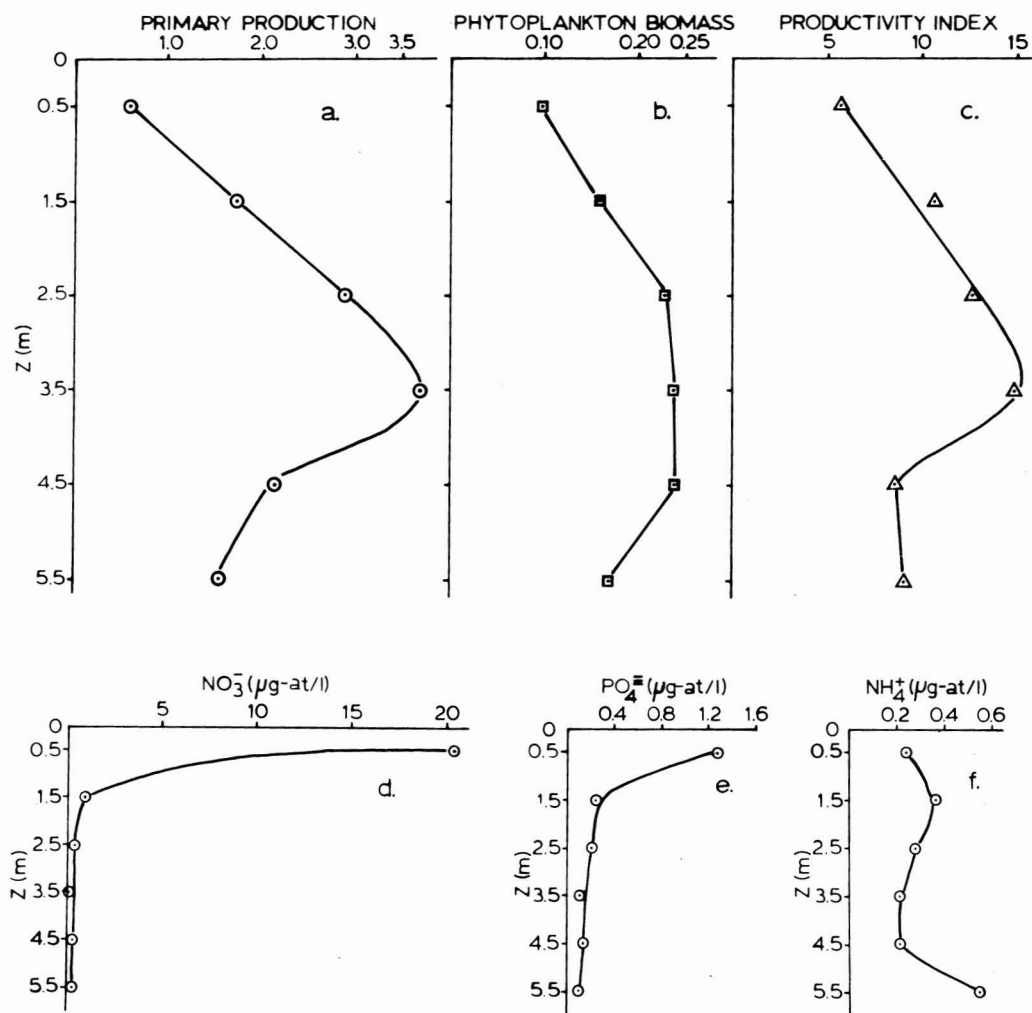 PRIMARY PRODUCTION PHYTOPLANKTON BIOMASS PRODUCTIVITY INDEX
1.0 2.0 3.0 3.5 0.10 0.20 0.25 5 10 15
0
0.5
a. b. c.
1.5
2.5
Z (m)
3.5
4.5
5.5
NO₃⁻ (µg-at/l) PO₄≡ (µg-at/l) NH₄⁺ (µg-at/l)
5 10 15 20 0.4 0.8 1.2 1.6 0.2 0.4 0.6
0 0 0
0.5 0.5 0.5
d. e. f.
1.5 1.5 1.5
2.5 2.5 2.5
Z (m) Z (m) Z (m)
3.5 3.5 3.5
4.5 4.5 4.5
5.5 5.5 5.5